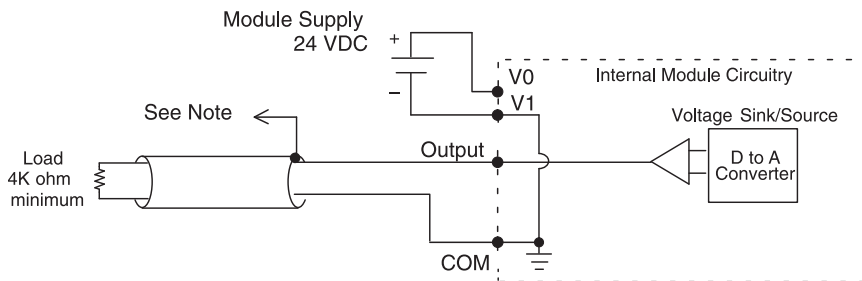 Module Supply
24 VDC
+
–
V0
V1
Internal Module Circuitry
See Note
Voltage Sink/Source
Output
D to A
Converter
Load
4K ohm
minimum
COM